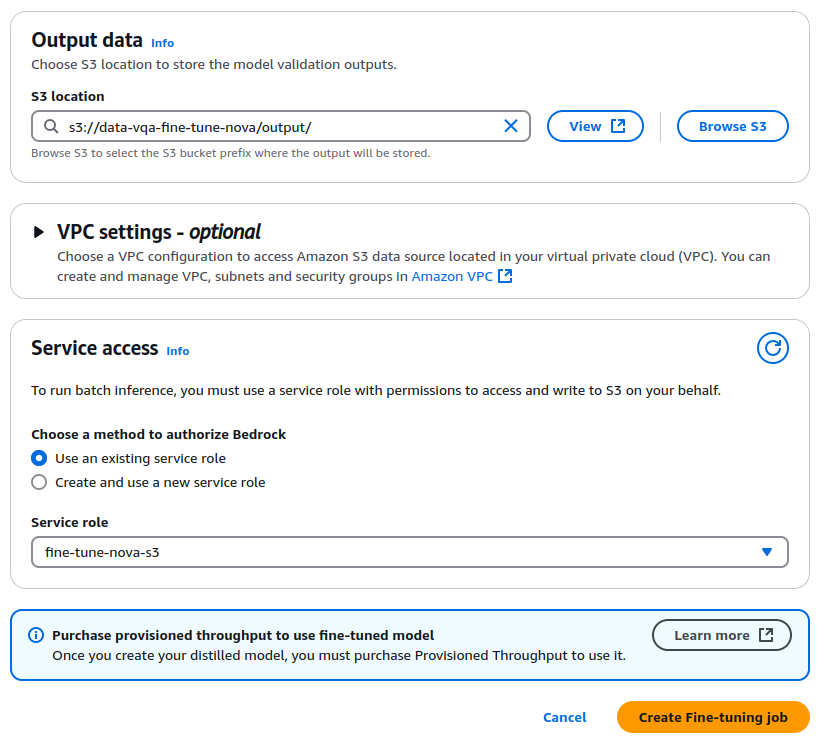 Output data Info
Choose S3 location to store the model validation outputs.
S3 location
s3://data-vqa-fine-tune-nova/output/
View
Browse S3
Browse S3 to select the S3 bucket prefix where the output will be stored.
VPC settings - optional
Choose a VPC configuration to access Amazon S3 data source located in your virtual private cloud (VPC). You can
create and manage VPC, subnets and security groups in Amazon VPC
Service access Info
To run batch inference, you must use a service role with permissions to access and write to S3 on your behalf.
Choose a method to authorize Bedrock
Use an existing service role
Create and use a new service role
Service role
fine-tune-nova-s3
Purchase provisioned throughput to use fine-tuned model
Once you create your distilled model, you must purchase Provisioned Throughput to use it.
Learn more
Cancel
Create Fine-tuning job